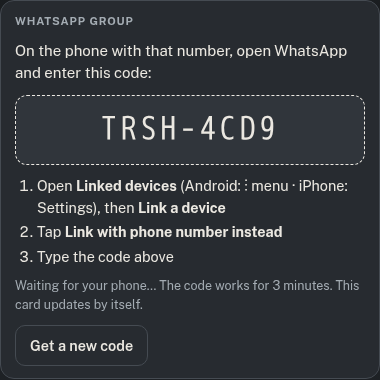 WHATSAPP GROUP
On the phone with that number, open WhatsApp
and enter this code:
TRSH-4CD9
1. Open Linked devices (Android: ⋮ menu · iPhone:
Settings), then Link a device
2. Tap Link with phone number instead
3. Type the code above
Waiting for your phone... The code works for 3 minutes. This
card updates by itself.
Get a new code